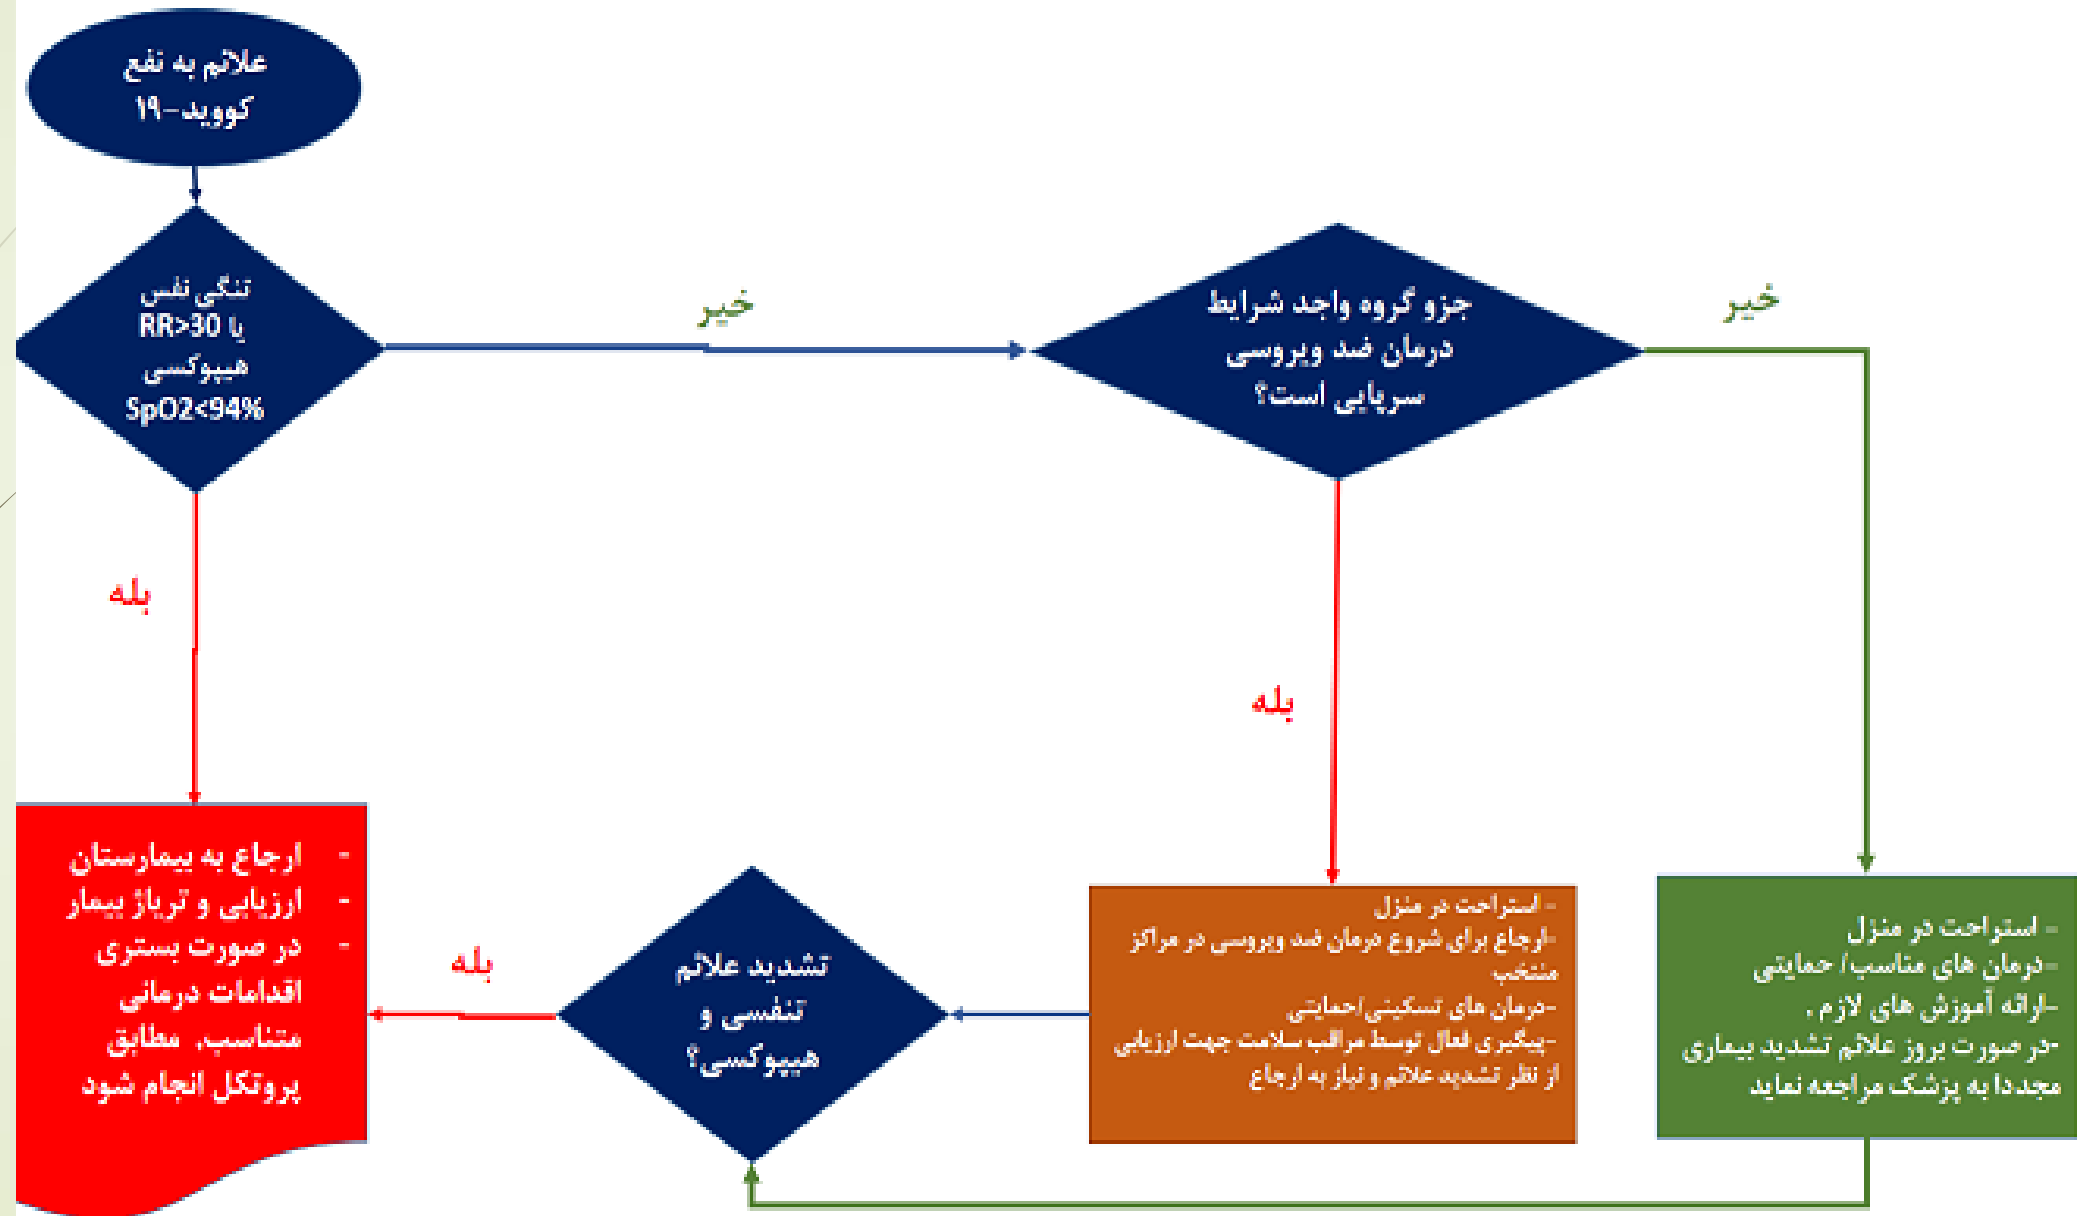 علائم به نفع
کووید-۱۹
تنگی نفس
یا RR>30
هیپوکسی
SpO2<94%
خیر
جزو گروه واجد شرایط
درمان ضد ویروسی
سرپایی است؟
خیر
بله
بله
- ارجاع به بیمارستان
- ارزیابی و تریاژ بیمار
- در صورت بستری
اقدامات درمانی
متناسب، مطابق
پروتکل انجام شود
بله
تشدید علائم
تنفسی و
هیپوکسی؟
- استراحت در منزل
-ارجاع برای شروع درمان ضد ویروسی در مراکز
منتخب
-درمان های تسکینی/حمایتی
-پیگیری فعال توسط مراقب سلامت جهت ارزیابی
از نظر تشدید علائم و نیاز به ارجاع
- استراحت در منزل
-درمان های مناسب/ حمایتی
-ارائه آموزش های لازم .
-در صورت بروز علائم تشدید بیماری
مجددا به پزشک مراجعه نماید